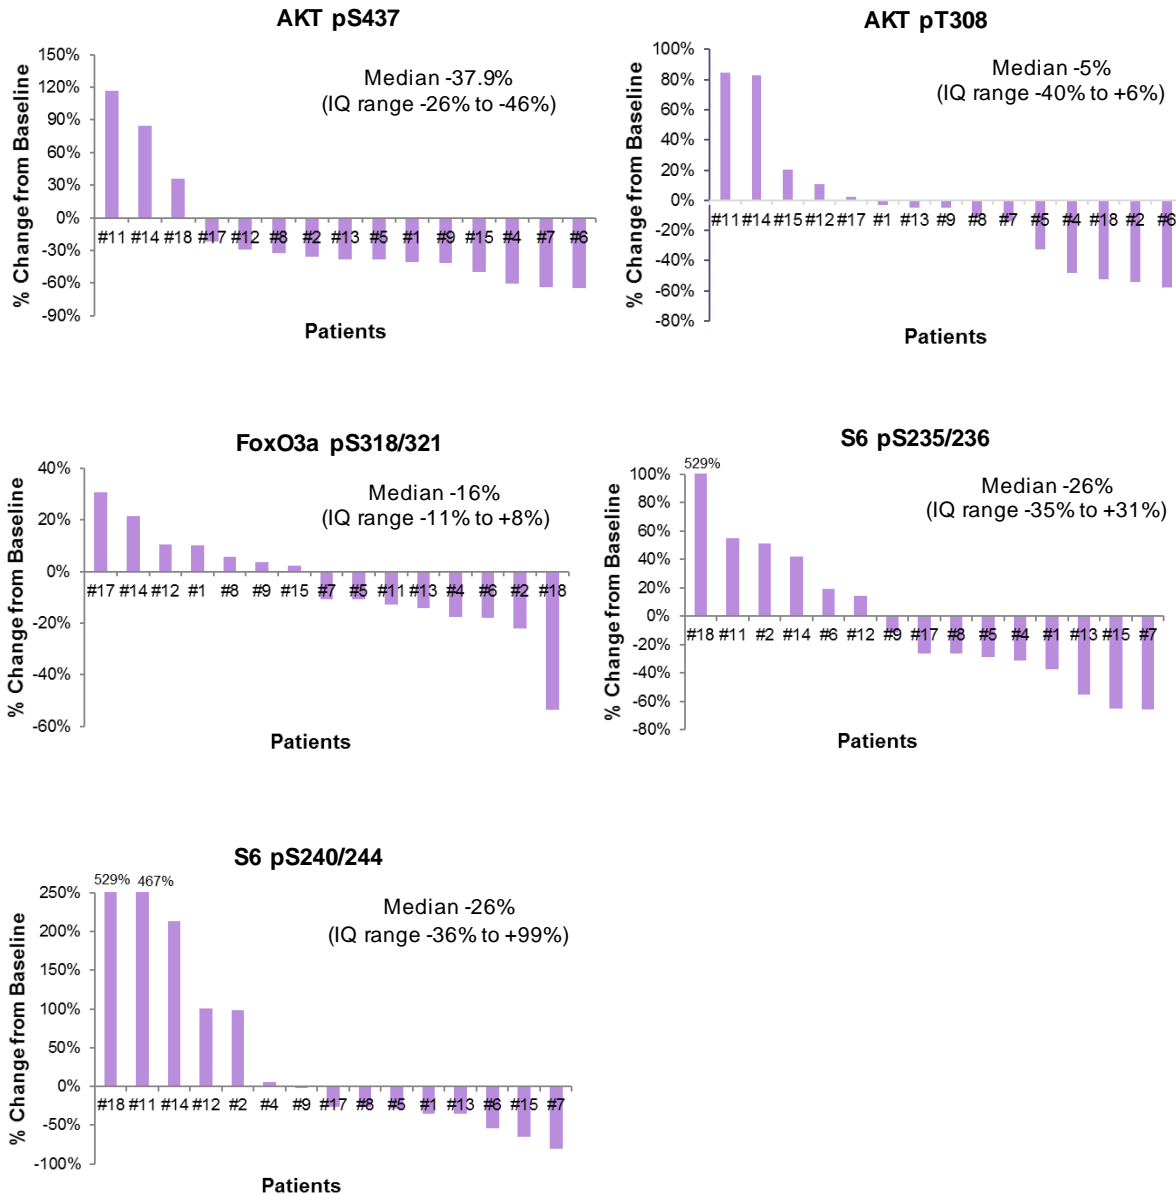 AKT pS437
150%
120%
90%
60%
30%
0%
-30%
-60%
-90%
% Change from Baseline
Median -37.9%
(IQ range -26% to -46%)
#11 #14 #18 #17 #12 #8 #2 #13 #5 #1 #9 #15 #4 #7 #6
Patients
AKT pT308
100%
80%
60%
40%
20%
0%
-20%
-40%
-60%
-80%
% Change from Baseline
Median -5%
(IQ range -40% to +6%)
#11 #14 #15 #12 #17 #1 #13 #9 #8 #7 #5 #4 #18 #2 #6
Patients
FoxO3a pS318/321
40%
20%
0%
-20%
-40%
-60%
% Change from Baseline
Median -16%
(IQ range -11% to +8%)
#17 #14 #12 #1 #8 #9 #15 #7 #5 #11 #13 #4 #6 #2 #18
Patients
S6 pS235/236
529%
100%
80%
60%
40%
20%
0%
-20%
-40%
-60%
-80%
% Change from Baseline
Median -26%
(IQ range -35% to +31%)
#18 #11 #2 #14 #6 #12 #9 #17 #8 #5 #4 #1 #13 #15 #7
Patients
S6 pS240/244
529% 467%
250%
200%
150%
100%
50%
0%
-50%
-100%
% Change from Baseline
Median -26%
(IQ range -36% to +99%)
#18 #11 #14 #12 #2 #4 #9 #17 #8 #5 #1 #13 #6 #15 #7
Patients